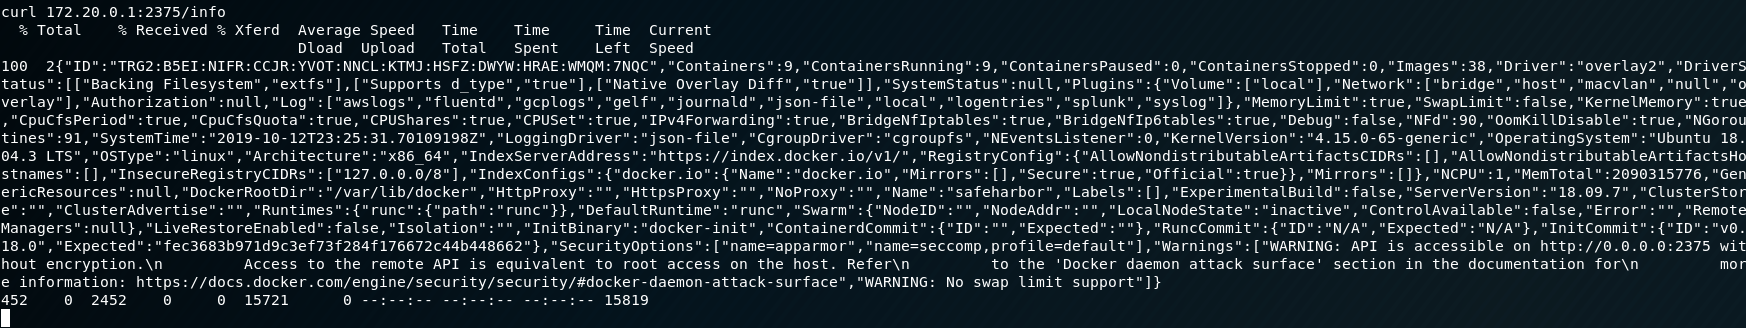 curl 172.20.0.1:2375/info
  % Total    % Received % Xferd  Average Speed   Time    Time     Time  Current
                                 Dload  Upload   Total   Spent    Left  Speed
100  2{"ID":"TRG2:B5EI:NIFR:CCJR:YVOT:NNCL:KTMJ:HSFZ:DWYW:HRAE:WMQM:7NQC","Containers":9,"ContainersRunning":9,"ContainersPaused":0,"ContainersStopped":0,"Images":38,"Driver":"overlay2","DriverS
tatus":[["Backing Filesystem","extfs"],["Supports d_type","true"],["Native Overlay Diff","true"]],"SystemStatus":null,"Plugins":{"Volume":["local"],"Network":["bridge","host","macvlan","null","o
verlay"],"Authorization":null,"Log":["awslogs","fluentd","gcplogs","gelf","journald","json-file","local","logentries","splunk","syslog"]},"MemoryLimit":true,"SwapLimit":false,"KernelMemory":true
,"CpuCfsPeriod":true,"CpuCfsQuota":true,"CPUShares":true,"CPUSet":true,"IPv4Forwarding":true,"BridgeNfIptables":true,"BridgeNfIp6tables":true,"Debug":false,"NFd":90,"OomKillDisable":true,"NGorou
tines":91,"SystemTime":"2019-10-12T23:25:31.70109198Z","LoggingDriver":"json-file","CgroupDriver":"cgroupfs","NEventsListener":0,"KernelVersion":"4.15.0-65-generic","OperatingSystem":"Ubuntu 18.
04.3 LTS","OSType":"linux","Architecture":"x86_64","IndexServerAddress":"https://index.docker.io/v1/","RegistryConfig":{"AllowNondistributableArtifactsCIDRs":[],"AllowNondistributableArtifactsHo
stnames":[],"InsecureRegistryCIDRs":["127.0.0.0/8"],"IndexConfigs":{"docker.io":{"Name":"docker.io","Mirrors":[],"Secure":true,"Official":true}},"Mirrors":[]},"NCPU":1,"MemTotal":2090315776,"Gen
ericResources":null,"DockerRootDir":"/var/lib/docker","HttpProxy":"","HttpsProxy":"","NoProxy":"","Name":"safeharbor","Labels":[],"ExperimentalBuild":false,"ServerVersion":"18.09.7","ClusterStor
e":"","ClusterAdvertise":"","Runtimes":{"runc":{"path":"runc"}},"DefaultRuntime":"runc","Swarm":{"NodeID":"","NodeAddr":"","LocalNodeState":"inactive","ControlAvailable":false,"Error":"","Remote
Managers":null},"LiveRestoreEnabled":false,"Isolation":"","InitBinary":"docker-init","ContainerdCommit":{"ID":"","Expected":""},"RuncCommit":{"ID":"N/A","Expected":"N/A"},"InitCommit":{"ID":"v0.
18.0","Expected":"fec3683b971d9c3ef73f284f176672c44b448662"},"SecurityOptions":["name=apparmor","name=seccomp,profile=default"],"Warnings":["WARNING: API is accessible on http://0.0.0.0:2375 wit
hout encryption.\n         Access to the remote API is equivalent to root access on the host. Refer\n         to the 'Docker daemon attack surface' section in the documentation for\n         mor
e information: https://docs.docker.com/engine/security/security/#docker-daemon-attack-surface","WARNING: No swap limit support"]}
452    0  2452    0     0  15721      0 --:--:-- --:--:-- --:--:-- 15819